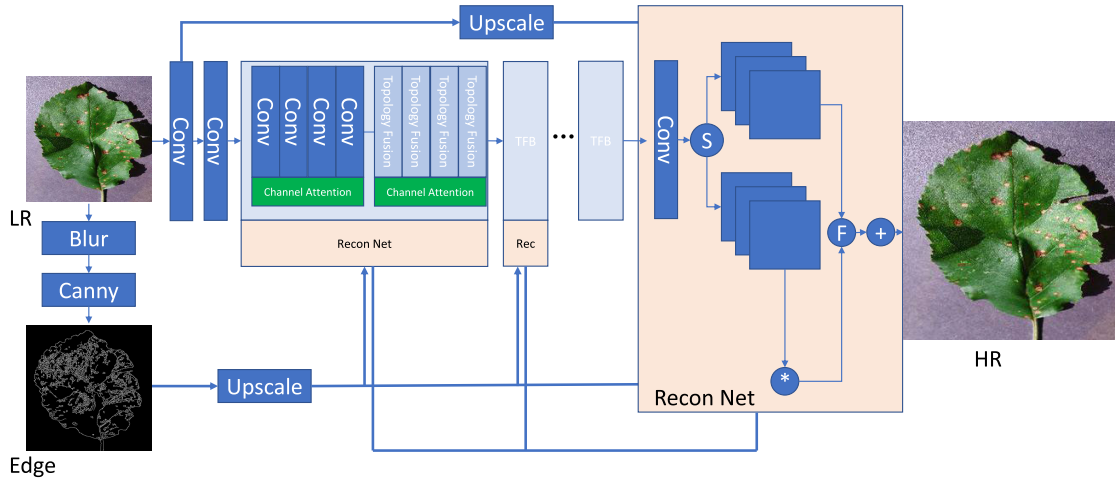 Upscale
LR
Conv
Conv
Conv
Conv
Conv
Conv
Channel Attention
Topology Fusion
Topology Fusion
Topology Fusion
Topology Fusion
Channel Attention
Recon Net
TFB
Rec
...
TFB
Conv
S
F
+
*
Recon Net
HR
Blur
Canny
Edge
Upscale